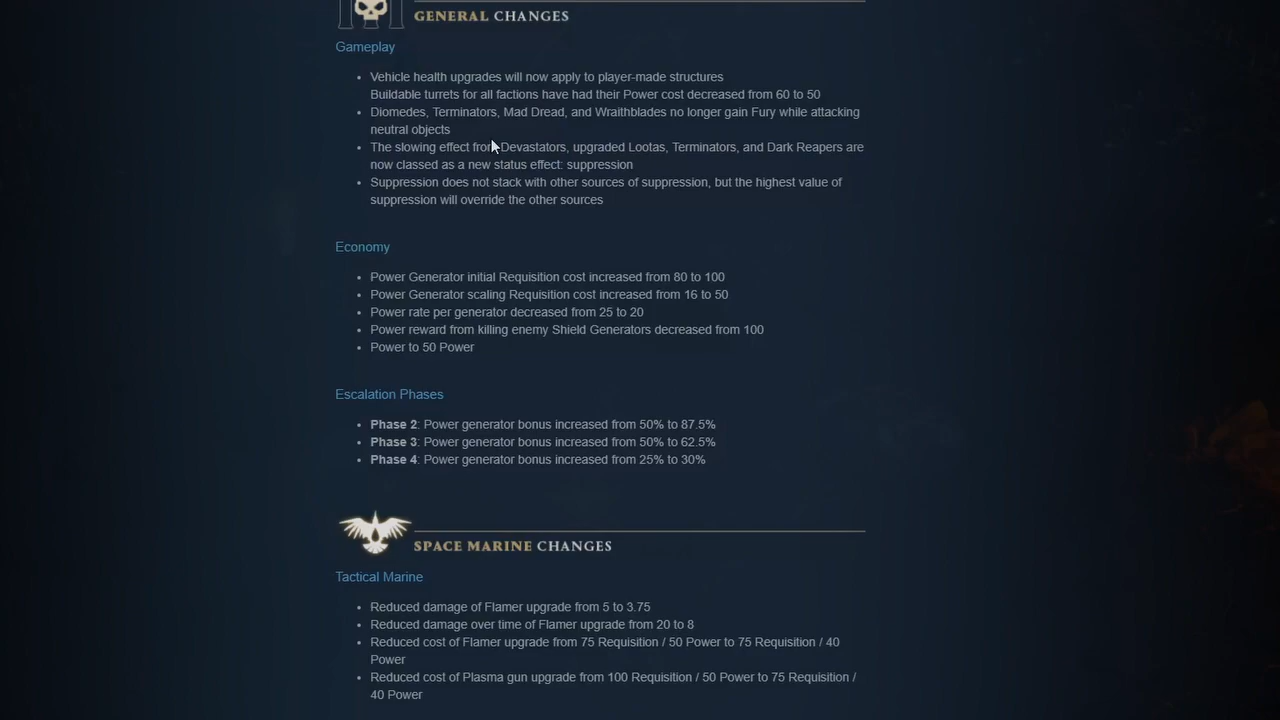 GENERAL CHANGES
Gameplay
Vehicle health upgrades will now apply to player-made structures
Buildable turrets for all factions have had their Power cost decreased from 60 to 50
Diomedes, Terminators, Mad Dread, and Wraithblades no longer gain Fury while attacking
neutral objects
The slowing effect from Devastators, upgraded Lootas, Terminators, and Dark Reapers are
now classed as a new status effect: suppression
Suppression does not stack with other sources of suppression, but the highest value of
suppression will override the other sources
Economy
Power Generator initial Requisition cost increased from 80 to 100
Power Generator scaling Requisition cost increased from 16 to 50
Power rate per generator decreased from 25 to 20
Power reward from killing enemy Shield Generators decreased from 100
Power to 50 Power
Escalation Phases
Phase 2: Power generator bonus increased from 50% to 87.5%
Phase 3: Power generator bonus increased from 50% to 62.5%
Phase 4: Power generator bonus increased from 25% to 30%
SPACE MARINE CHANGES
Tactical Marine
Reduced damage of Flamer upgrade from 5 to 3.75
Reduced damage over time of Flamer upgrade from 20 to 8
Reduced cost of Flamer upgrade from 75 Requisition / 50 Power to 75 Requisition / 40
Power
Reduced cost of Plasma gun upgrade from 100 Requisition / 50 Power to 75 Requisition /
40 Power